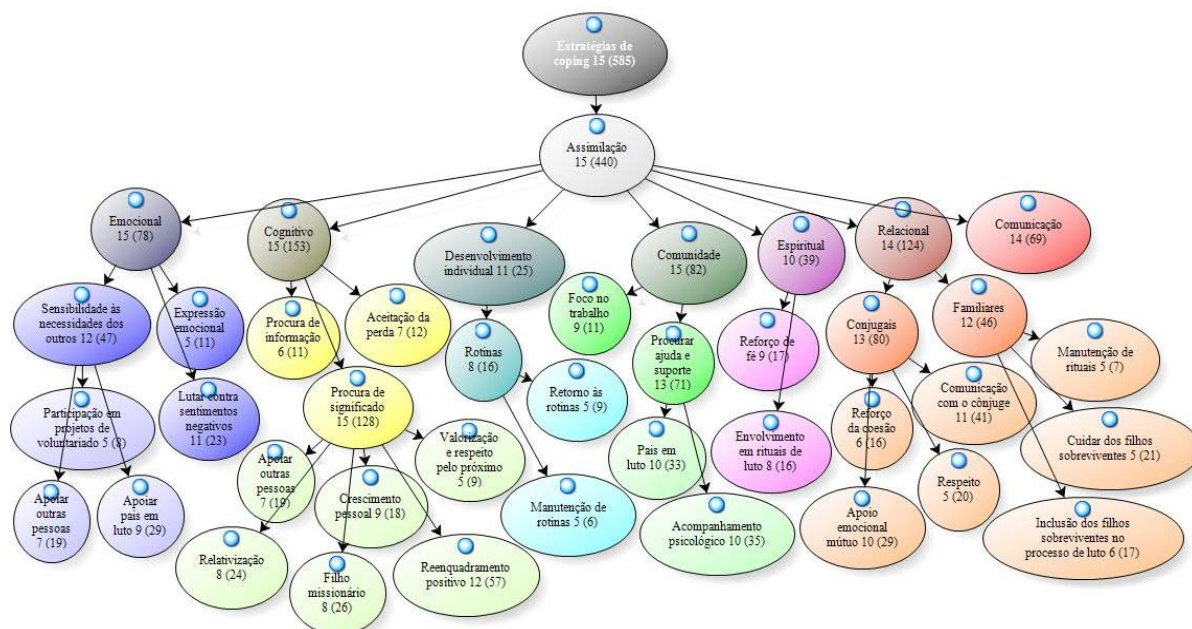 Estratégias de
coping 15 (585)
Assimilação
15 (440)
Emocional
15 (78)
Cognitivo
15 (153)
Desenvolvimento
individual 11 (25)
Comunidade
15 (82)
Espiritual
10 (39)
Relacional
14 (124)
Comunicação
14 (69)
Sensibilidade às
necessidades dos
outros 12 (47)
Expressão
emocional
5 (11)
Lutar contra
sentimentos
negativos
11 (23)
Participação em
projetos de
voluntariado 5 (8)
Apoiar
outras
pessoas
7 (19)
Apoiar
pais em
luto 9 (29)
Procura de
informação
6 (11)
Aceitação da
perda 7 (12)
Procura de
significado
15 (128)
Apoiar
outras
pessoas
7 (19)
Crescimento
pessoal 9 (18)
Valorização
e respeito
pelo próximo
5 (9)
Relativização
8 (24)
Filho
missionário
8 (26)
Reenquadramento
positivo 12 (57)
Rotinas
8 (16)
Retorno às
rotinas 5 (9)
Manutenção de
rotinas 5 (6)
Foco no
trabalho
9 (11)
Procurar
ajuda e
suporte
13 (71)
Pais em
luto 10 (33)
Acompanhamento
psicológico 10 (35)
Reforço de
fé 9 (17)
Envolvimento
em rituais de
luto 8 (16)
Conjugais
13 (80)
Familiares
12 (46)
Reforço
da coesão
6 (16)
Comunicação
com o cônjuge
11 (41)
Apoio
emocional
mútuo 10 (29)
Respeito
5 (20)
Manutenção de
rituais 5 (7)
Cuidar dos filhos
sobreviventes 5 (21)
Inclusão dos filhos
sobreviventes no
processo de luto 6 (17)